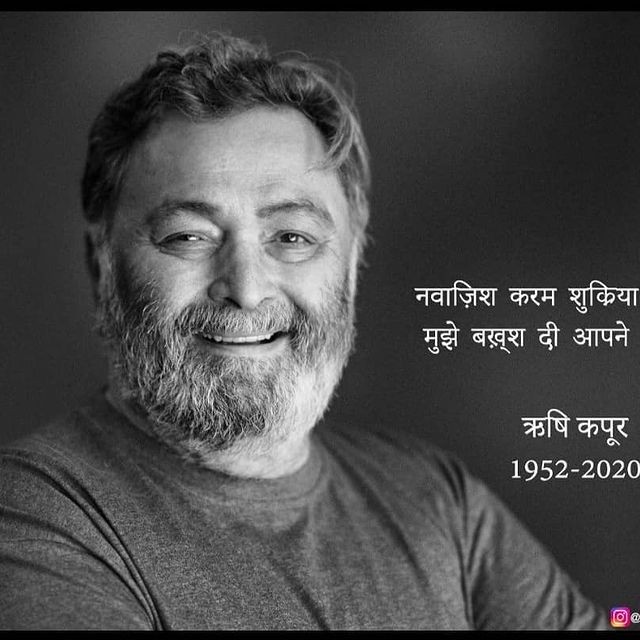 नवाज़िश करम शुक्रिया
मुझे बख़्श दी आपने
ऋषि कपूर
1952-2020
@